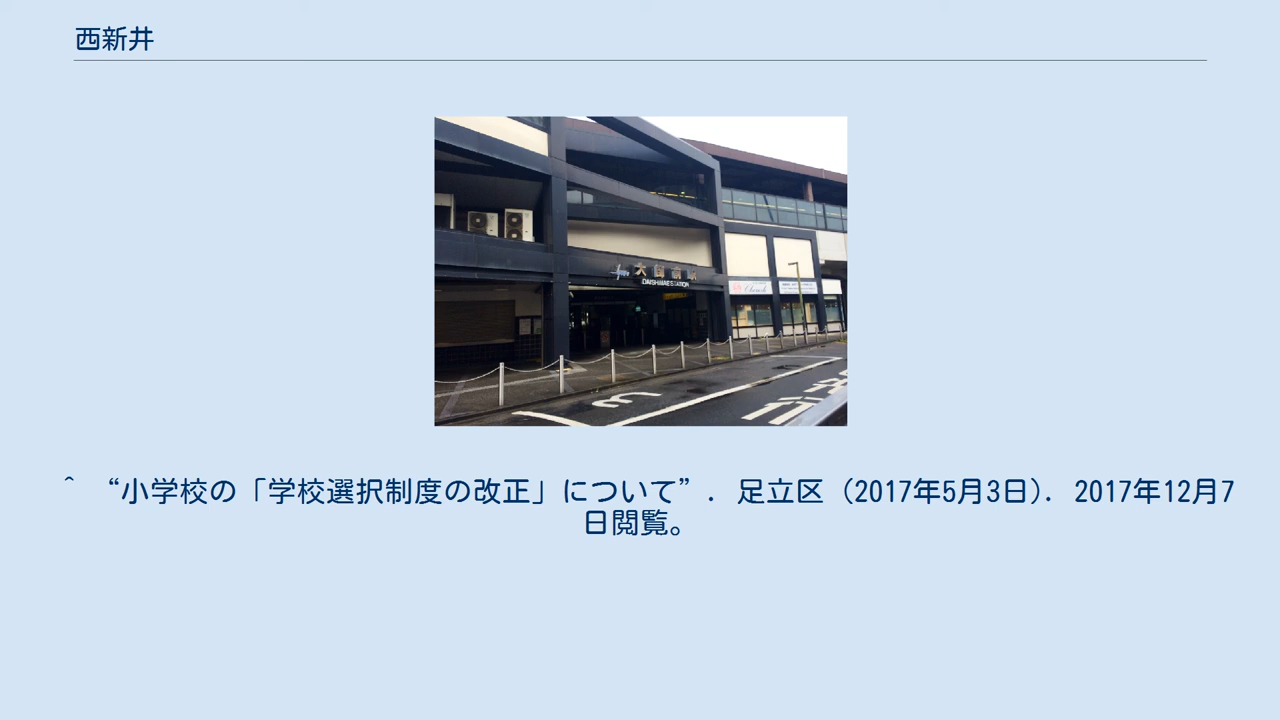 西新井
大師前駅
DAISHIMAE STATION
^ “小学校の「学校選択制度の改正」について”. 足立区 (2017年5月3日). 2017年12月7
日閲覧。